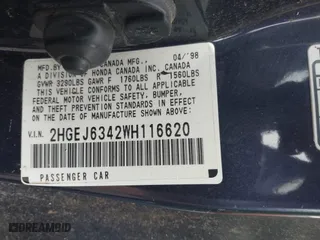 MFD. BY CANADA MFG., 04/98
A DIVISION OF HONDA CANADA INC. CANADA
GVWR 3290LBS GAWR F 1760LBS R 1560LBS
THIS VEHICLE CONFORMS TO ALL APPLICABLE
FEDERAL MOTOR VEHICLE SAFETY, BUMPER,
AND THEFT PREVENTION STANDARDS IN
EFFECT ON THE DATE OF MANUFACTURE
SHOWN ABOVE.
V.I.N. 2HGEJ6342WH116620
PASSENGER CAR
DREAMBID